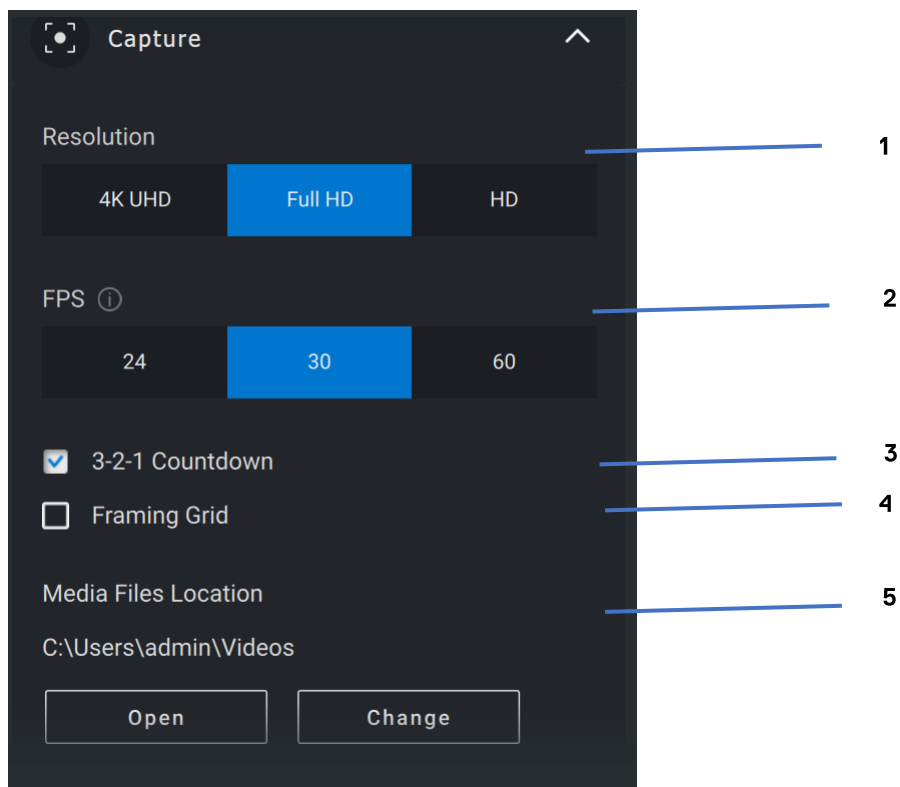 Capture
Resolution
1
4K UHD Full HD HD
FPS
2
24 30 60
3-2-1 Countdown
3
Framing Grid
4
Media Files Location
5
C:\Users\admin\Videos
Open Change